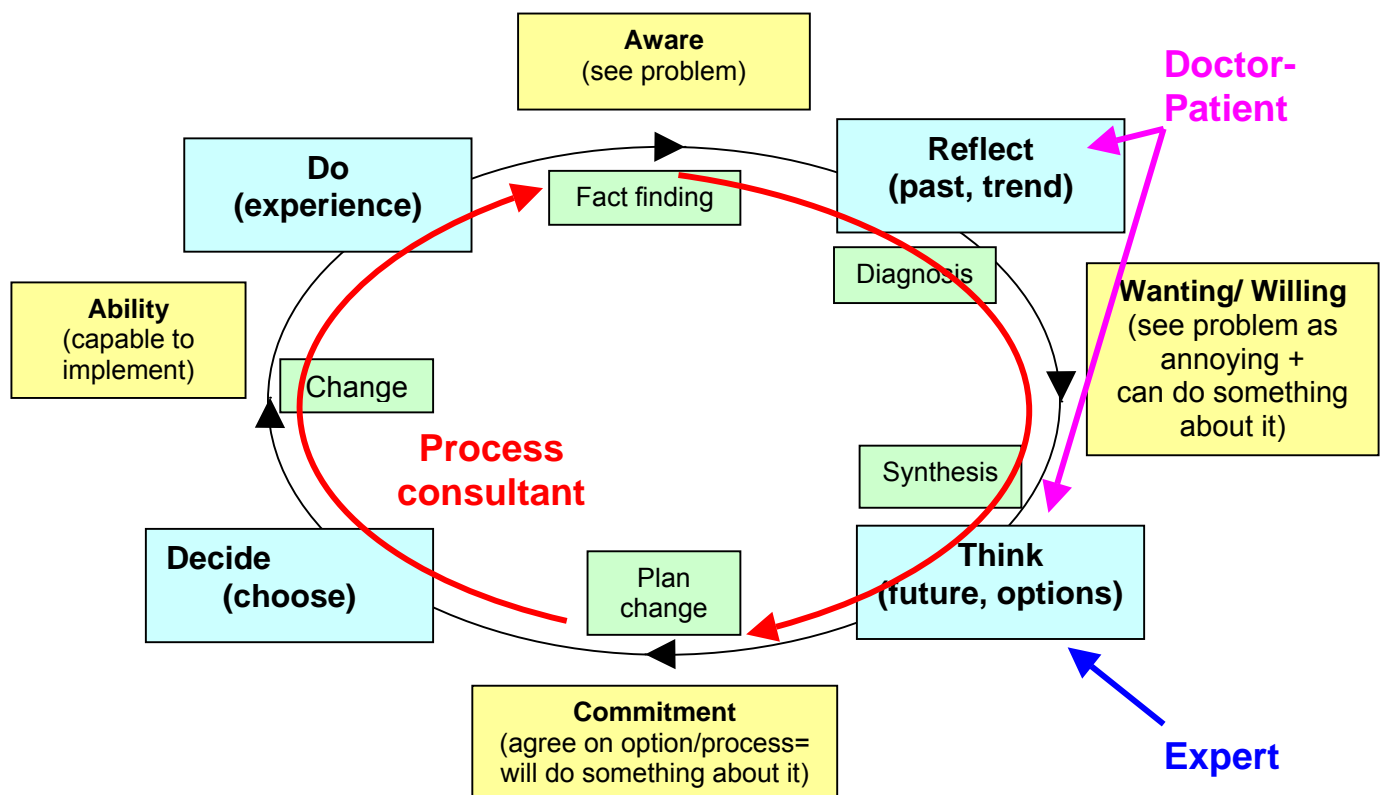 Aware
(see problem)
Doctor-
Patient
Do
(experience)
Fact finding
Reflect
(past, trend)
Diagnosis
Wanting/ Willing
(see problem as
annoying +
can do something
about it)
Ability
(capable to
implement)
Change
Process
consultant
Synthesis
Decide
(choose)
Plan
change
Think
(future, options)
Commitment
(agree on option/process=
will do something about it)
Expert